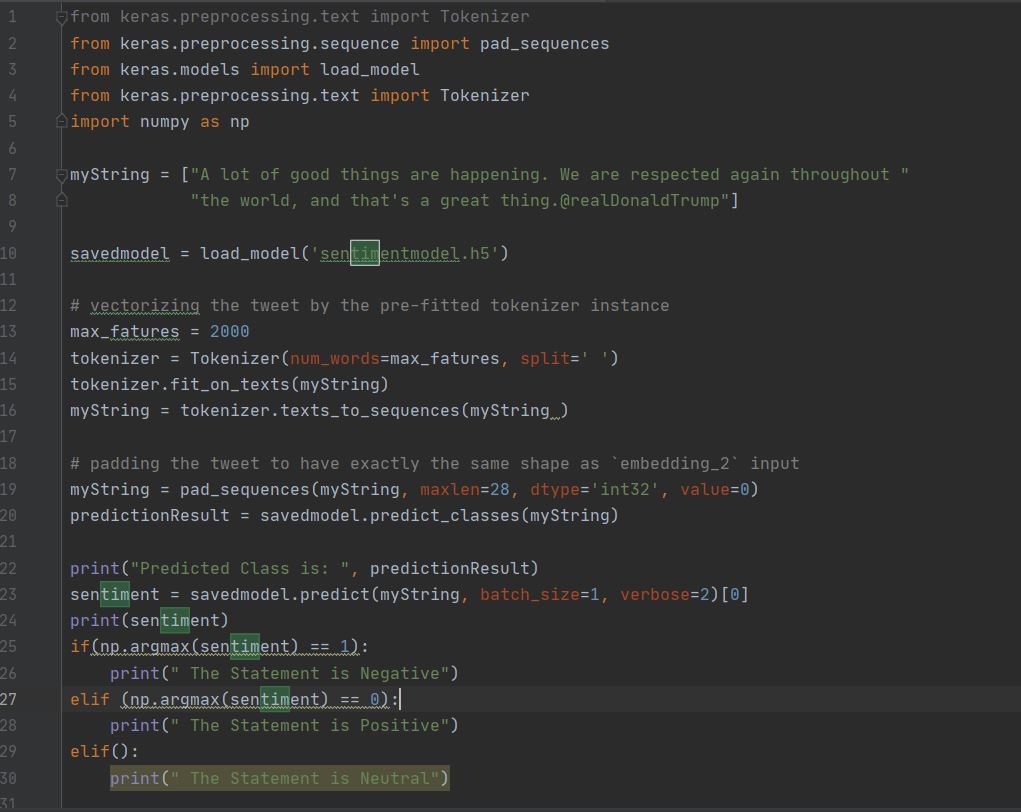 1 from keras.preprocessing.text import Tokenizer
2 from keras.preprocessing.sequence import pad_sequences
3 from keras.models import load_model
4 from keras.preprocessing.text import Tokenizer
5 import numpy as np
6
7 myString = ["A lot of good things are happening. We are respected again throughout "
8             "the world, and that's a great thing.@realDonaldTrump"]
9
10 savedmodel = load_model('sentimentmodel.h5')
11
12 # vectorizing the tweet by the pre-fitted tokenizer instance
13 max_fatures = 2000
14 tokenizer = Tokenizer(num_words=max_fatures, split=' ')
15 tokenizer.fit_on_texts(myString)
16 myString = tokenizer.texts_to_sequences(myString )
17
18 # padding the tweet to have exactly the same shape as `embedding_2` input
19 myString = pad_sequences(myString, maxlen=28, dtype='int32', value=0)
20 predictionResult = savedmodel.predict_classes(myString)
21
22 print("Predicted Class is: ", predictionResult)
23 sentiment = savedmodel.predict(myString, batch_size=1, verbose=2)[0]
24 print(sentiment)
25 if(np.argmax(sentiment) == 1):
26     print(" The Statement is Negative")
27 elif (np.argmax(sentiment) == 0):
28     print(" The Statement is Positive")
29 elif():
30     print(" The Statement is Neutral")
31